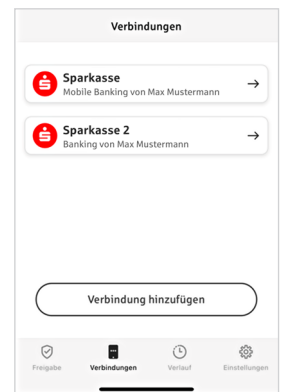 Verbindungen
Sparkasse
Mobile Banking von Max Mustermann
Sparkasse 2
Banking von Max Mustermann
Verbindung hinzufügen
Freigabe
Verbindungen
Verlauf
Einstellungen